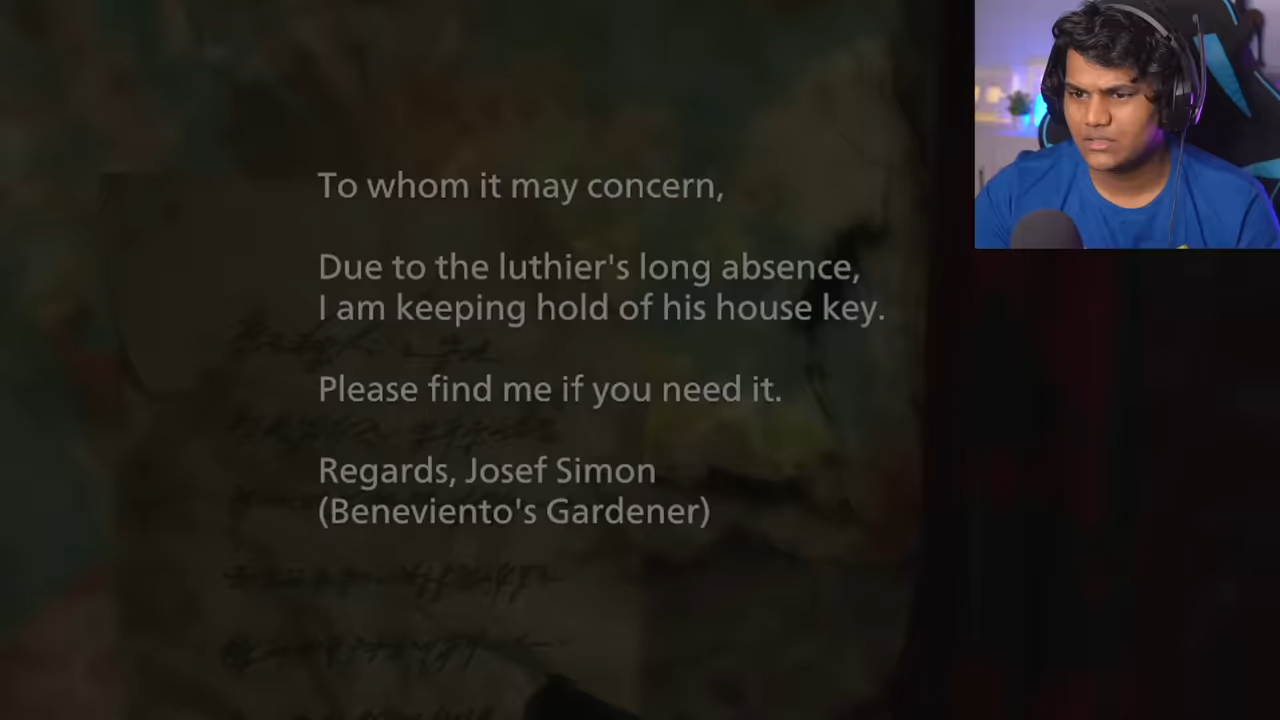 To whom it may concern,
Due to the luthier's long absence,
I am keeping hold of his house key.
Please find me if you need it.
Regards, Josef Simon
(Beneviento's Gardener)